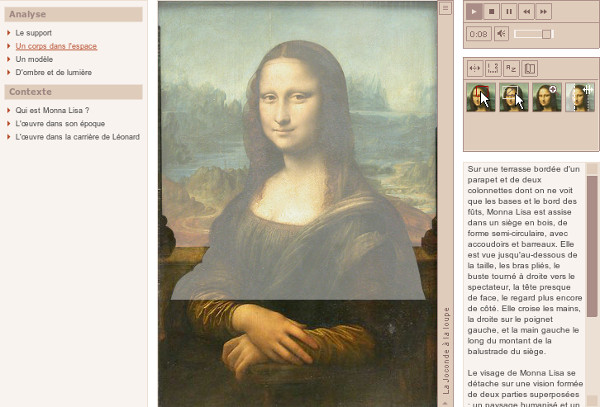 Analyse
Le support
Un corps dans l'espace
Un modèle
D'ombre et de lumière
Contexte
Qui est Monna Lisa ?
L'œuvre dans son époque
L'œuvre dans la carrière de Léonard
La Joconde à la loupe
0:08
Sur une terrasse bordée d'un
parapet et de deux
colonnettes dont on ne voit
que les bases et le bord des
fûts, Monna Lisa est assise
dans un siège en bois, de
forme semi-circulaire, avec
accoudoirs et barreaux. Elle
est vue jusqu'au-dessous de
la taille, les bras pliés, le
buste tourné à droite vers le
spectateur, la tête presque
de face, le regard plus encore
de côté. Elle croise les mains,
la droite sur le poignet
gauche, et la main gauche le
long du montant de la
balustrade du siège.
Le visage de Monna Lisa se
détache sur une vision formée
de deux parties superposées
: un paysage humanisé et un